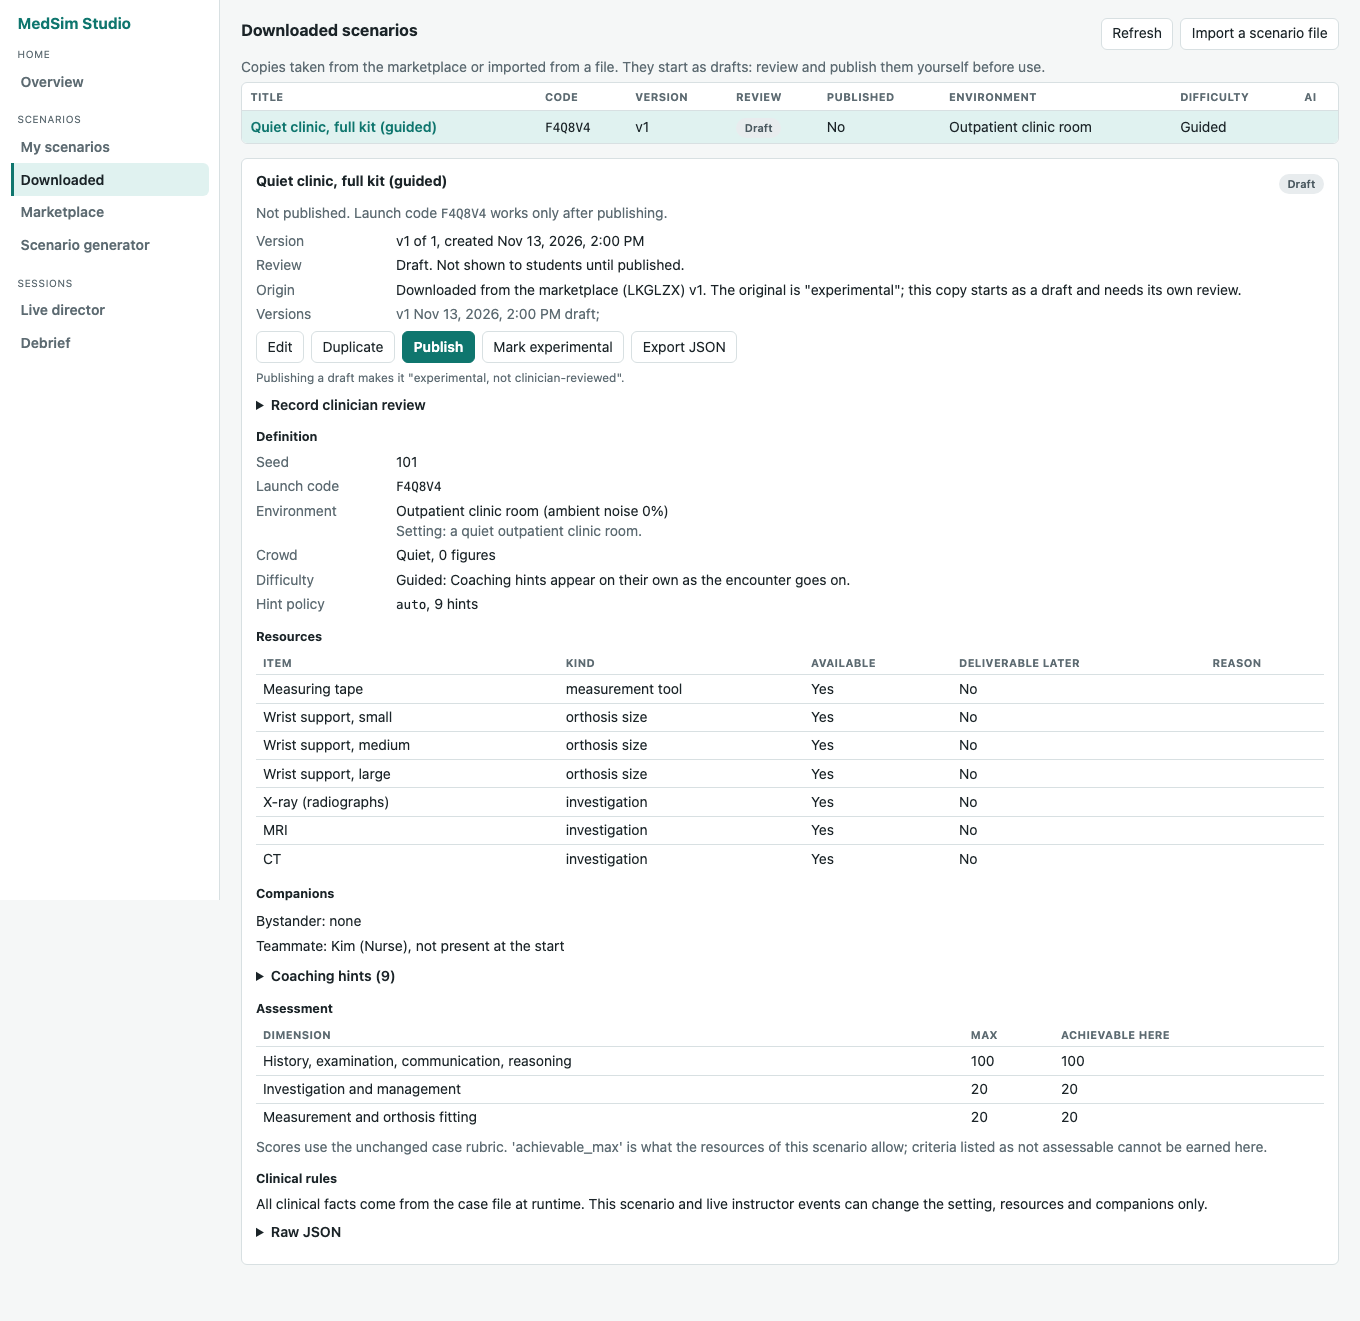 MedSim Studio
HOME
Overview
SCENARIOS
My scenarios
Downloaded
Marketplace
Scenario generator
SESSIONS
Live director
Debrief
Downloaded scenarios
Refresh
Import a scenario file
Copies taken from the marketplace or imported from a file. They start as drafts: review and publish them yourself before use.
TITLE CODE VERSION REVIEW PUBLISHED ENVIRONMENT DIFFICULTY AI
Quiet clinic, full kit (guided) F4Q8V4 v1 Draft No Outpatient clinic room Guided
Quiet clinic, full kit (guided) Draft
Not published. Launch code F4Q8V4 works only after publishing.
Version v1 of 1, created Nov 13, 2026, 2:00 PM
Review Draft. Not shown to students until published.
Origin Downloaded from the marketplace (LKGLZX) v1. The original is "experimental"; this copy starts as a draft and needs its own review.
Versions v1 Nov 13, 2026, 2:00 PM draft;
Edit Duplicate Publish Mark experimental Export JSON
Publishing a draft makes it "experimental, not clinician-reviewed".
Record clinician review
Definition
Seed 101
Launch code F4Q8V4
Environment Outpatient clinic room (ambient noise 0%)
Setting: a quiet outpatient clinic room.
Crowd Quiet, 0 figures
Difficulty Guided: Coaching hints appear on their own as the encounter goes on.
Hint policy auto, 9 hints
Resources
ITEM KIND AVAILABLE DELIVERABLE LATER REASON
Measuring tape measurement tool Yes No
Wrist support, small orthosis size Yes No
Wrist support, medium orthosis size Yes No
Wrist support, large orthosis size Yes No
X-ray (radiographs) investigation Yes No
MRI investigation Yes No
CT investigation Yes No
Companions
Bystander: none
Teammate: Kim (Nurse), not present at the start
Coaching hints (9)
Assessment
DIMENSION MAX ACHIEVABLE HERE
History, examination, communication, reasoning 100 100
Investigation and management 20 20
Measurement and orthosis fitting 20 20
Scores use the unchanged case rubric. 'achievable_max' is what the resources of this scenario allow; criteria listed as not assessable cannot be earned here.
Clinical rules
All clinical facts come from the case file at runtime. This scenario and live instructor events can change the setting, resources and companions only.
Raw JSON